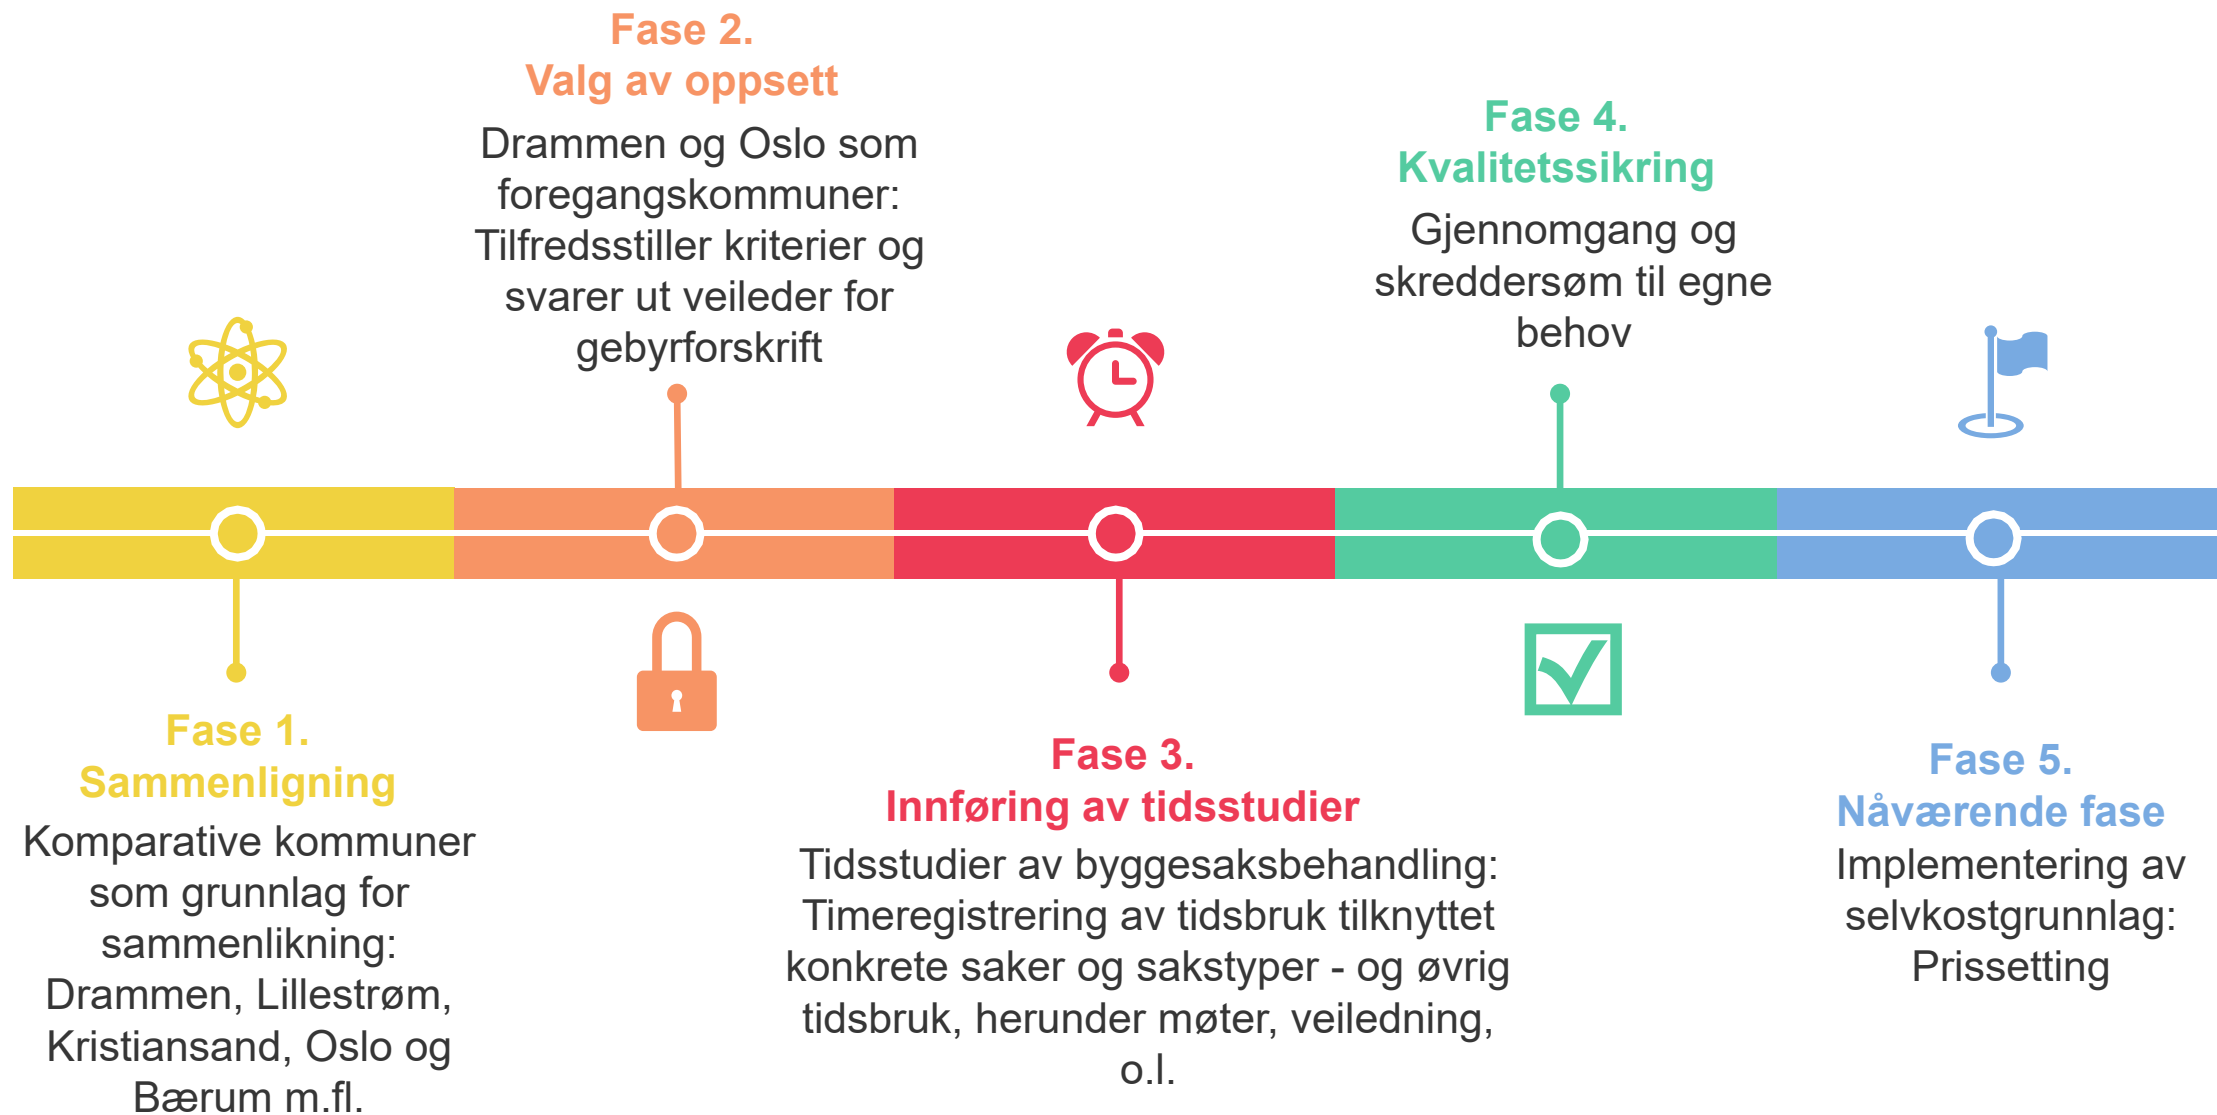 Fase 1.
Sammenligning
Komparative kommuner
som grunnlag for
sammenlikning:
Drammen, Lillestrøm,
Kristiansand, Oslo og
Bærum m.fl.
Fase 2.
Valg av oppsett
Drammen og Oslo som
foregangskommuner:
Tilfredsstiller kriterier og
svarer ut veileder for
gebyrforskrift
Fase 3.
Innføring av tidsstudier
Tidsstudier av byggesaksbehandling:
Timeregistrering av tidsbruk tilknyttet
konkrete saker og sakstyper - og øvrig
tidsbruk, herunder møter, veiledning,
o.l.
Fase 4.
Kvalitetssikring
Gjennomgang og
skreddersøm til egne
behov
Fase 5.
Nåværende fase
Implementering av
selvkostgrunnlag:
Prissetting